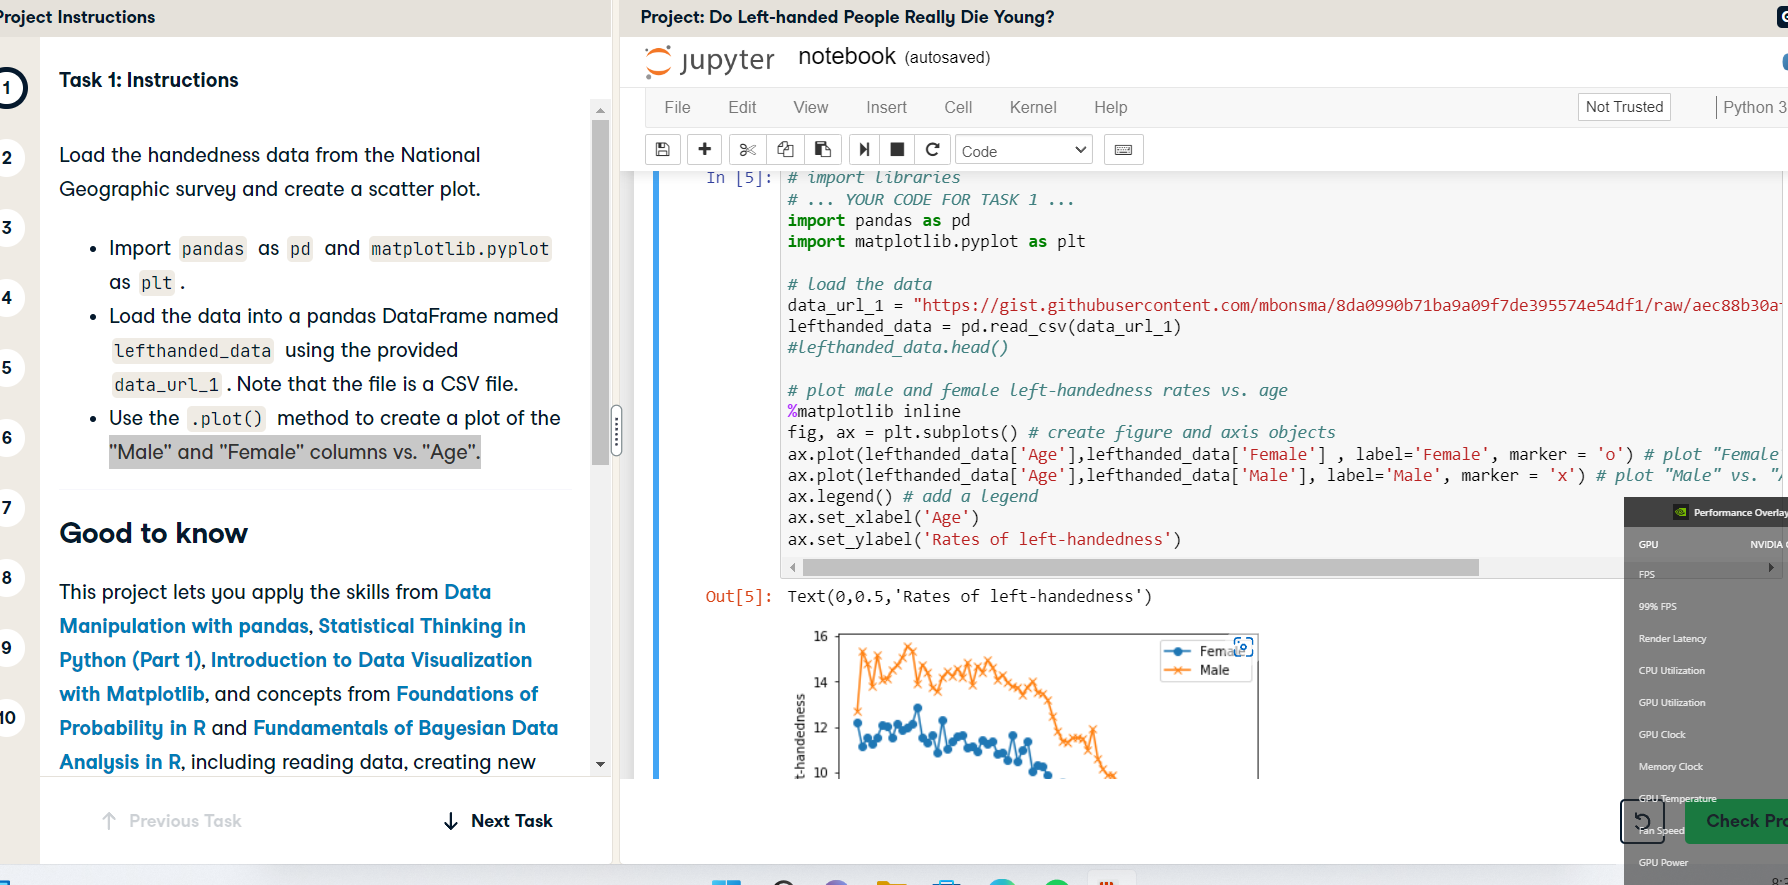 Project Instructions
Project: Do Left-handed People Really Die Young?
Task 1: Instructions
1
2
3
4
5
6
7
8
9
10
Load the handedness data from the National
Geographic survey and create a scatter plot.
• Import pandas as pd and matplotlib.pyplot
as plt .
• Load the data into a pandas DataFrame named
lefthanded_data using the provided
data_url_1 . Note that the file is a CSV file.
• Use the .plot() method to create a plot of the
"Male" and "Female" columns vs. "Age".
Good to know
This project lets you apply the skills from Data
Manipulation with pandas, Statistical Thinking in
Python (Part 1), Introduction to Data Visualization
with Matplotlib, and concepts from Foundations of
Probability in R and Fundamentals of Bayesian Data
Analysis in R, including reading data, creating new
Previous Task
Next Task
jupyter notebook (autosaved)
File Edit View Insert Cell Kernel Help
Not Trusted
Python 3
Code
In [5]: # import libraries
# ... YOUR CODE FOR TASK 1 ...
import pandas as pd
import matplotlib.pyplot as plt
# load the data
data_url_1 = "https://gist.githubusercontent.com/mbonsma/8da0990b71ba9a09f7de395574e54df1/raw/aec88b30a
lefthanded_data = pd.read_csv(data_url_1)
#lefthanded_data.head()
# plot male and female left-handedness rates vs. age
%matplotlib inline
fig, ax = plt.subplots() # create figure and axis objects
ax.plot(lefthanded_data['Age'],lefthanded_data['Female'] , label='Female', marker = 'o') # plot "Female
ax.plot(lefthanded_data['Age'],lefthanded_data['Male'], label='Male', marker = 'x') # plot "Male" vs.
ax.legend() # add a legend
ax.set_xlabel('Age')
ax.set_ylabel('Rates of left-handedness')
Out[5]: Text(0,0.5,'Rates of left-handedness')
16
14
12
10
t-handedness
Female
Male
Performance Overlay
GPU NVIDIA
FPS
99% FPS
Render Latency
CPU Utilization
GPU Utilization
GPU Clock
Memory Clock
GPU Temperature
Fan Speed
GPU Power
Check Pro